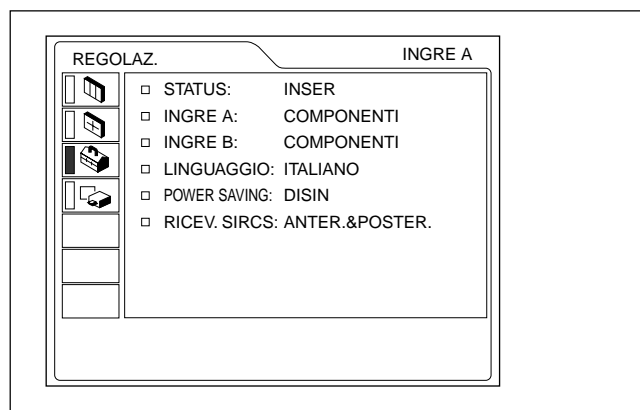 REGOLAZ. INGRE A
STATUS: INSER
INGRE A: COMPONENTI
INGRE B: COMPONENTI
LINGUAGGIO: ITALIANO
POWER SAVING: DISIN
RICEV. SIRCS: ANTER.&POSTER.